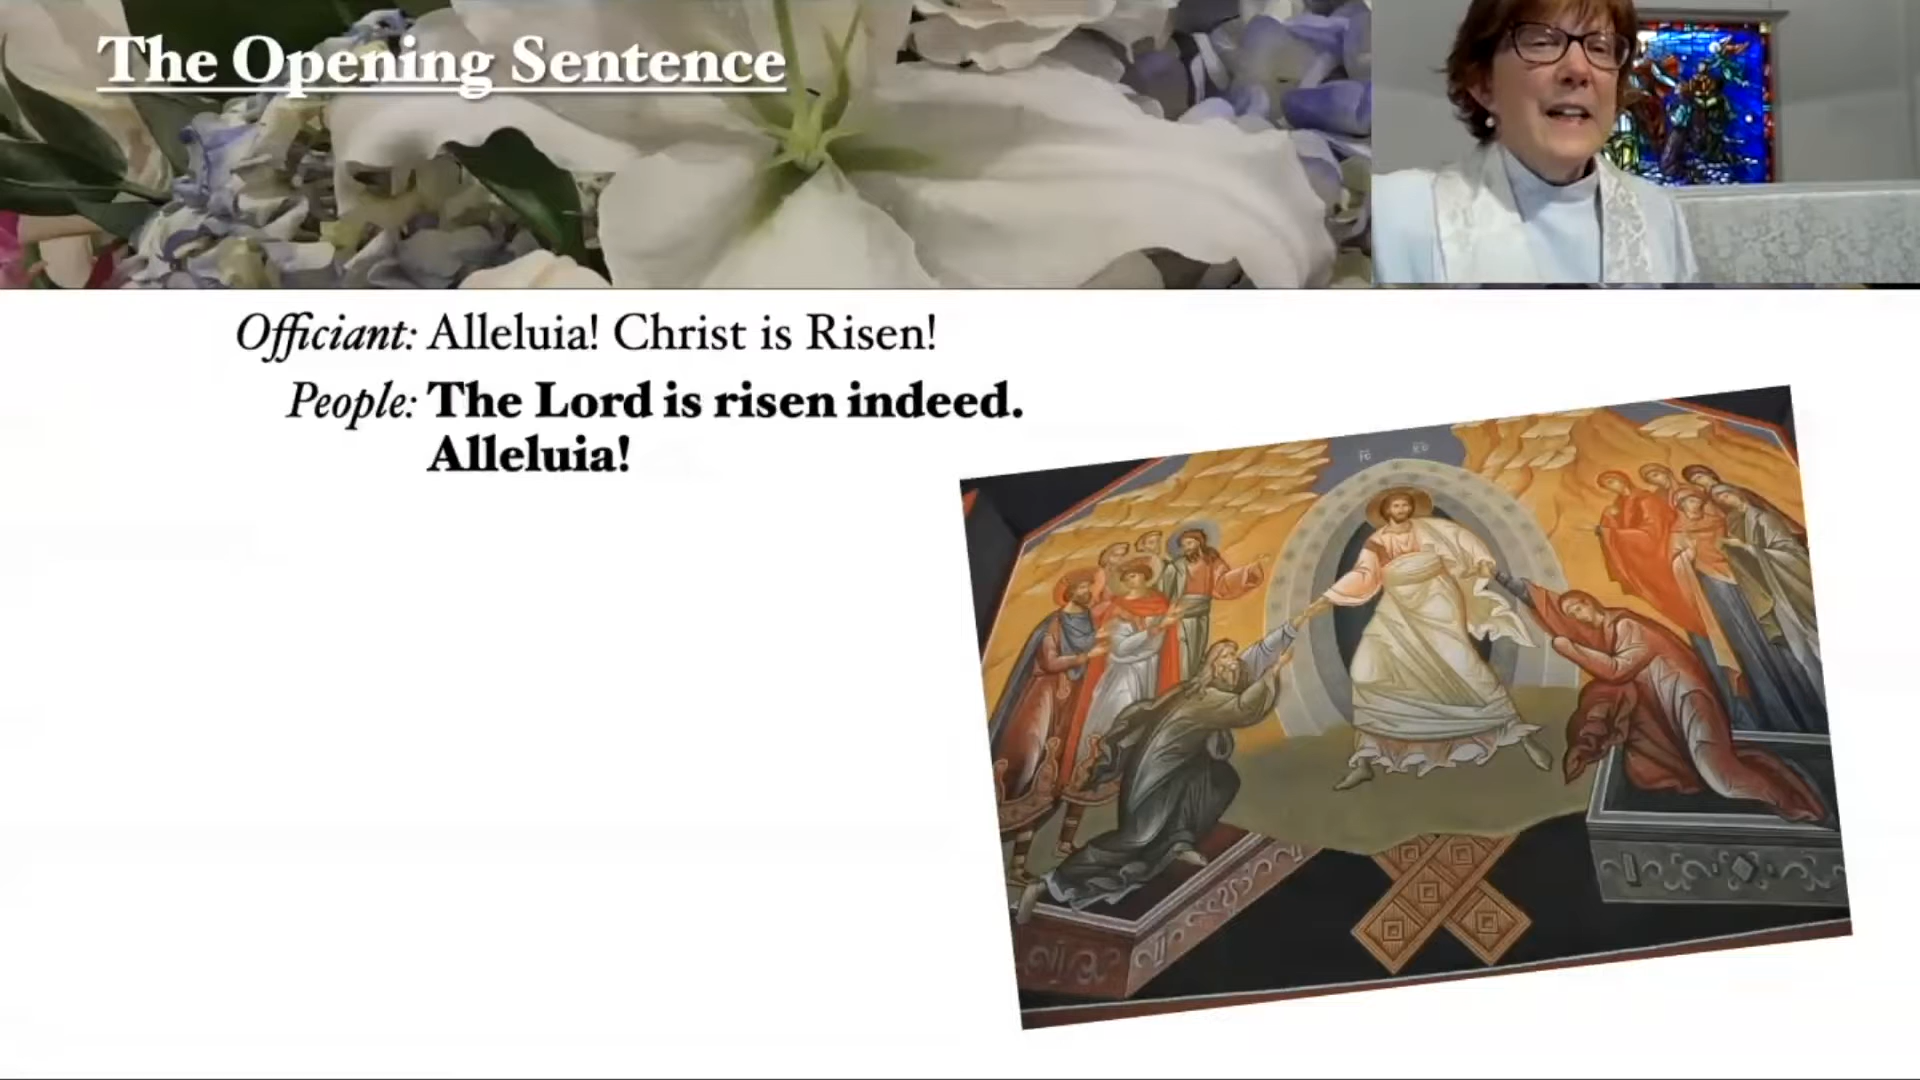 The Opening Sentence
Officiant: Alleluia! Christ is Risen!
People: The Lord is risen indeed.
Alleluia!